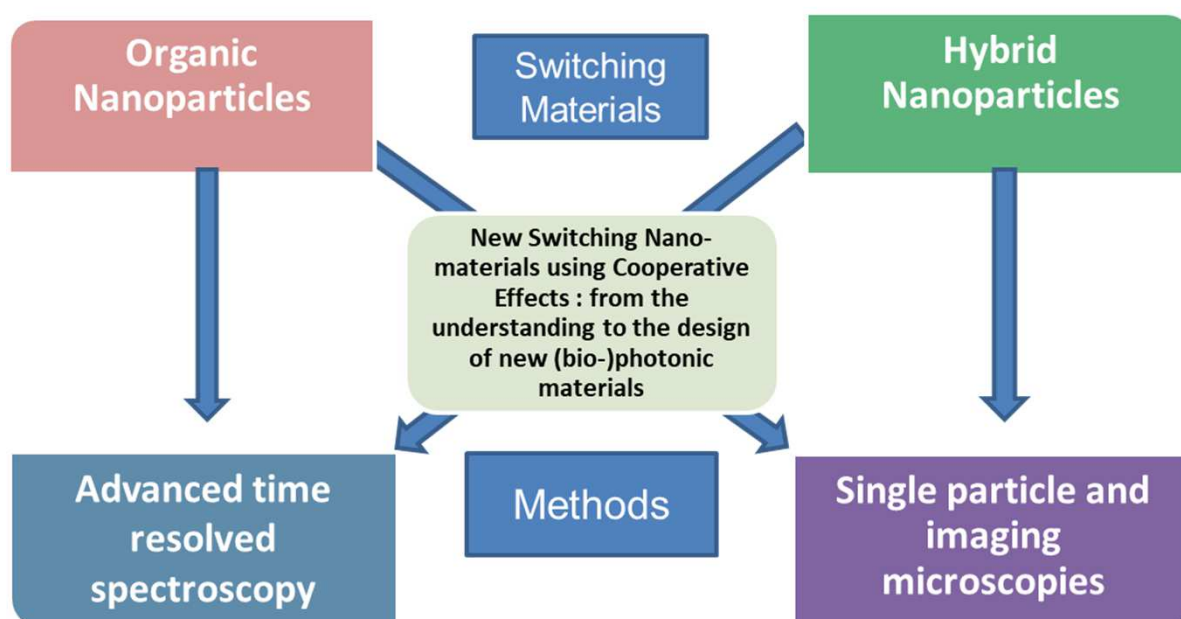 Organic
Nanoparticles
Switching
Materials
Hybrid
Nanoparticles
New Switching Nano-
materials using Cooperative
Effects : from the
understanding to the design
of new (bio-)photonic
materials
Advanced time
resolved
spectroscopy
Methods
Single particle and
imaging
microscopies